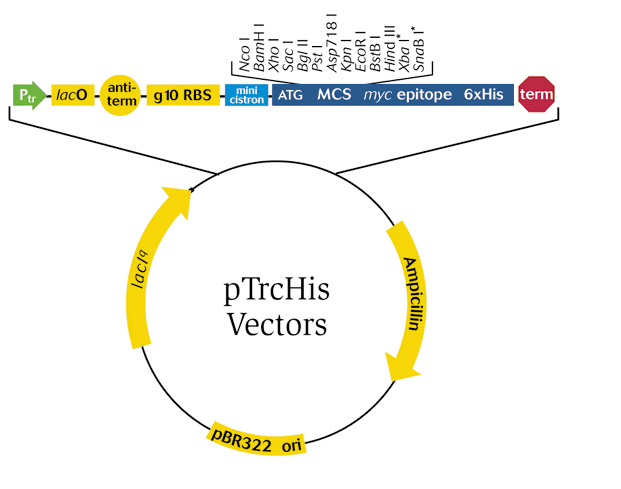 Nco I
BamH I
Xho I
Sac I
Bgl II
Pst I
Asp718 I
Kpn I
EcoR I
BstB I
Hind III
Xba I*
SnaB I*
Ptr
lacO
anti-
term
g10 RBS
mini
cistron
ATG
MCS
myc epitope
6xHis
term
lacIq
Ampicillin
pTrcHis
Vectors
pBR322 ori